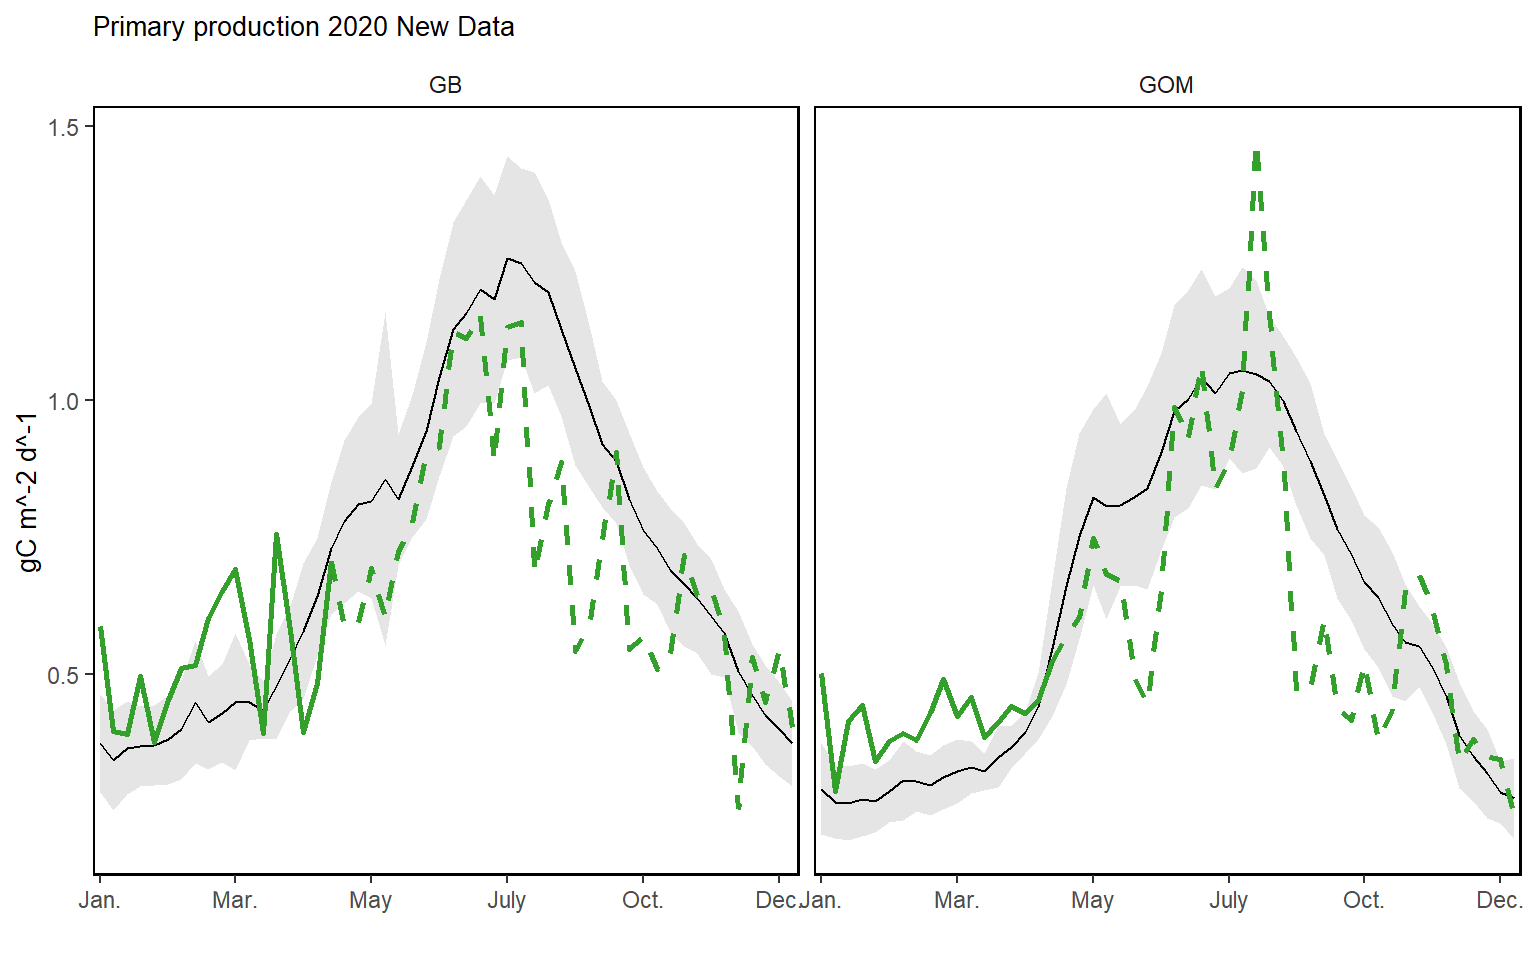 Primary production 2020 New Data
GB
GOM
gC m^-2 d^-1
1.5
1.0
0.5
Jan. Mar. May July Oct. Dec.
Jan. Mar. May July Oct. Dec.